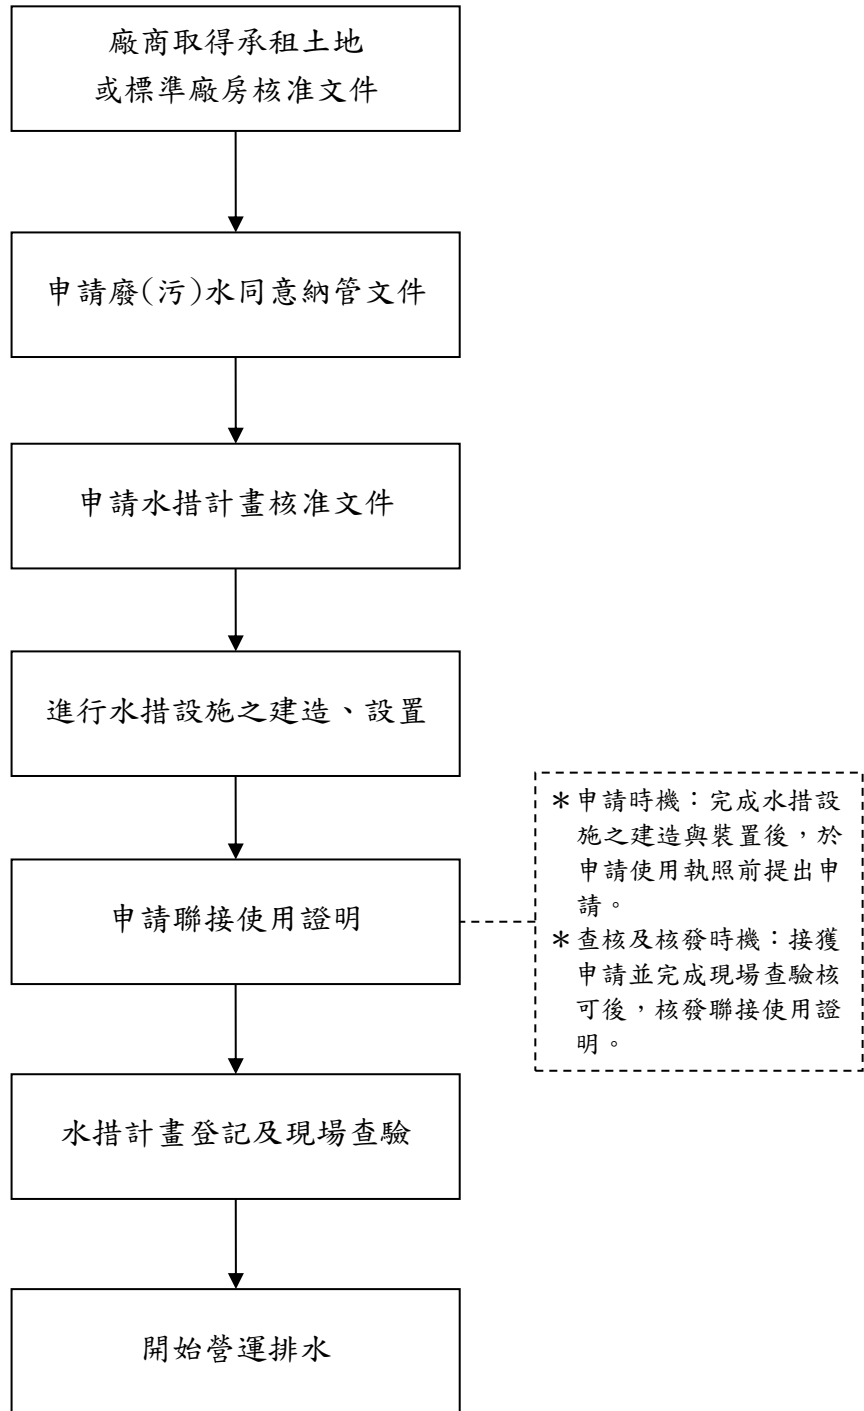 廠商取得承租土地
或標準廠房核准文件
申請廢(污)水同意納管文件
申請水措計畫核准文件
進行水措設施之建造、設置
申請聯接使用證明
＊申請時機：完成水措設
施之建造與裝置後，於
申請使用執照前提出申
請。
＊查核及核發時機：接獲
申請並完成現場查驗核
可後，核發聯接使用證
明。
水措計畫登記及現場查驗
開始營運排水